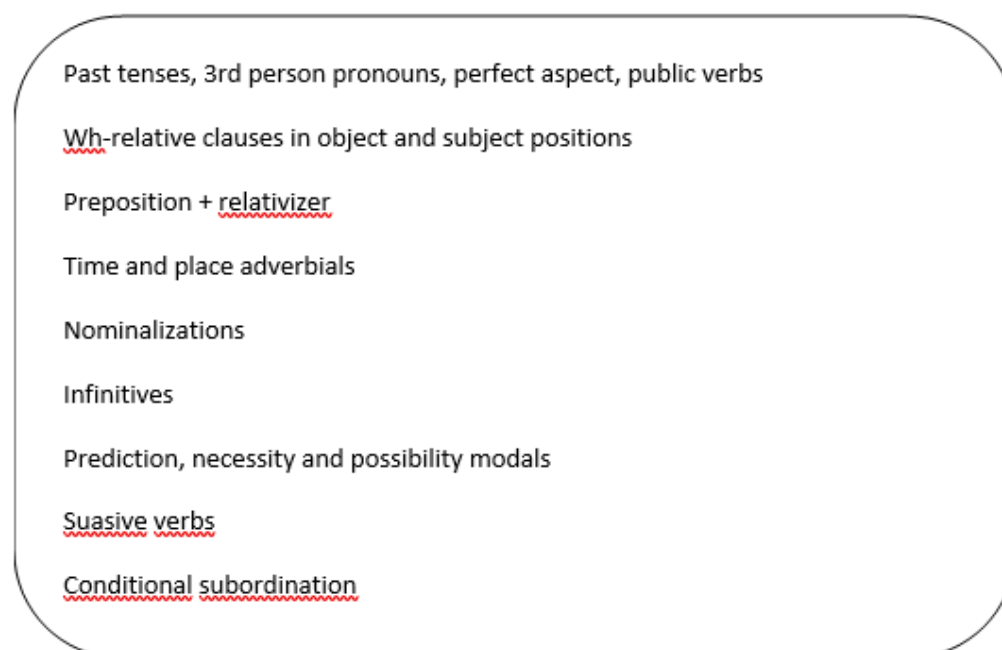 Past tenses, 3rd person pronouns, perfect aspect, public verbs
Wh-relative clauses in object and subject positions
Preposition + relativizer
Time and place adverbials
Nominalizations
Infinitives
Prediction, necessity and possibility modals
Suasive verbs
Conditional subordination